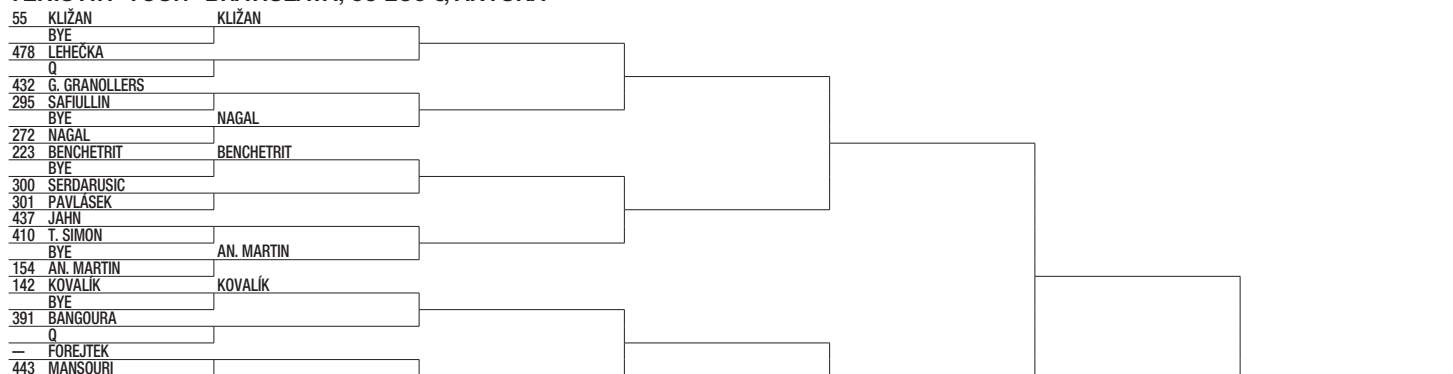 55 KLIŽAN KLIŽAN
BYE
478 LEHEČKA
Q
432 G. GRANOLLERS
295 SAFIULLIN
BYE NAGAL
272 NAGAL
223 BENCHETRIT BENCHETRIT
BYE
300 SERDARUSIC
301 PAVLÁSEK
437 JAHN
410 T. SIMON
BYE AN. MARTIN
154 AN. MARTIN
142 KOVALÍK KOVALÍK
BYE
391 BANGOURA
Q
— FOREJTEK
443 MANSOURI